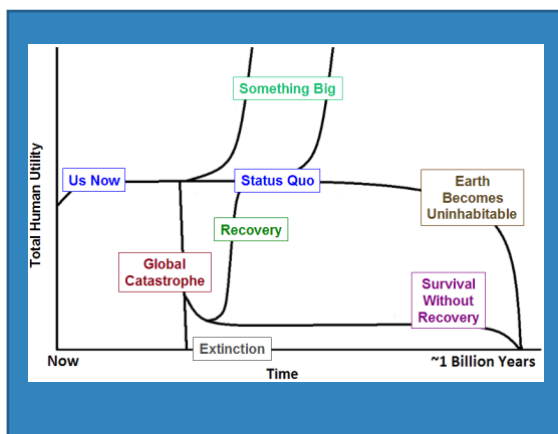 Something Big
Us Now
Status Quo
Earth
Becomes
Uninhabitable
Recovery
Global
Catastrophe
Survival
Without
Recovery
Extinction
Total Human Utility
Now
~1 Billion Years
Time